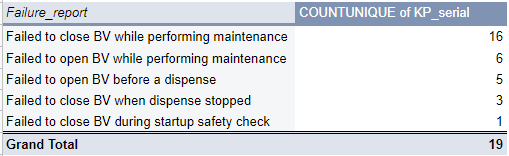 Failure_report COUNTUNIQUE of KP_serial
Failed to close BV while performing maintenance 16
Failed to open BV while performing maintenance 6
Failed to open BV before a dispense 5
Failed to close BV when dispense stopped 3
Failed to close BV during startup safety check 1
Grand Total 19